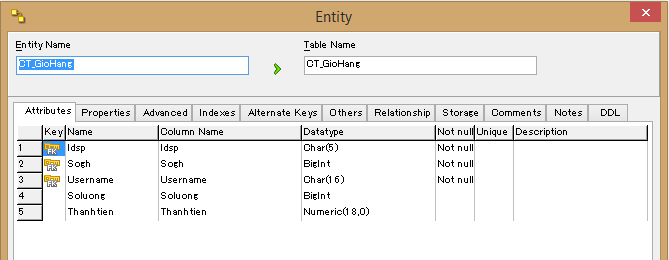 Entity
Entity Name
Table Name
CT_GioHang
CT_GioHang
Attributes Properties Advanced Indexes Alternate Keys Others Relationship Storage Comments Notes DDL
Key Name Column Name Datatype Not null Unique Description
1 FK Idsp Idsp Char(5) Not null
2 FK Sogh Sogh BigInt Not null
3 FK Username Username Char(16) Not null
4 Soluong Soluong BigInt
5 Thanhtien Thanhtien Numeric(18,0)